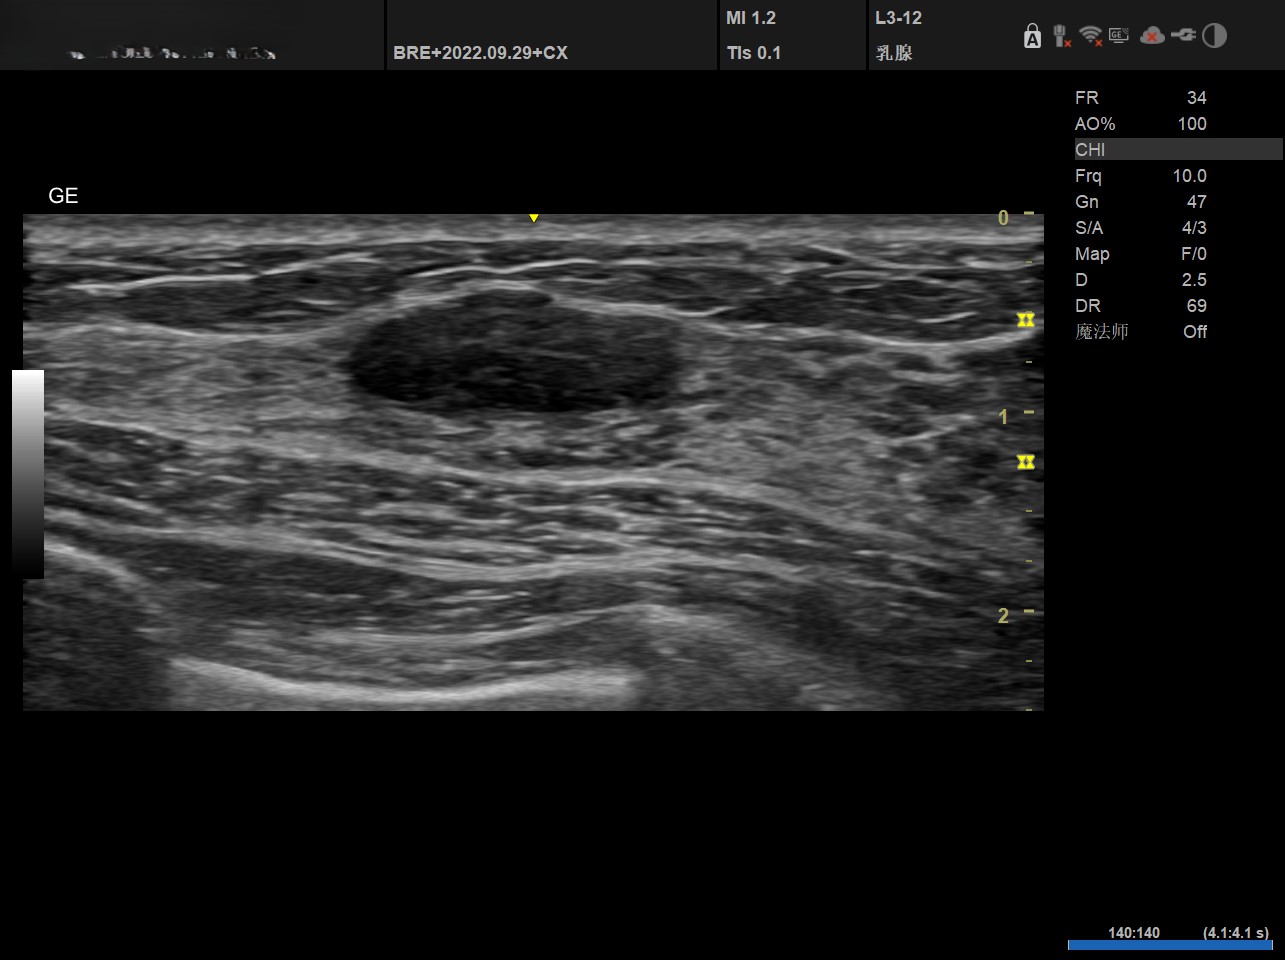 MI 1.2
L3-12
BRE+2022.09.29+CX
TIs 0.1
乳腺
A
GE
FR 34
AO% 100
CHI
Frq 10.0
Gn 47
S/A 4/3
Map F/0
D 2.5
DR 69
魔法师 Off
GE
0
1
2
140:140 (4.1:4.1 s)